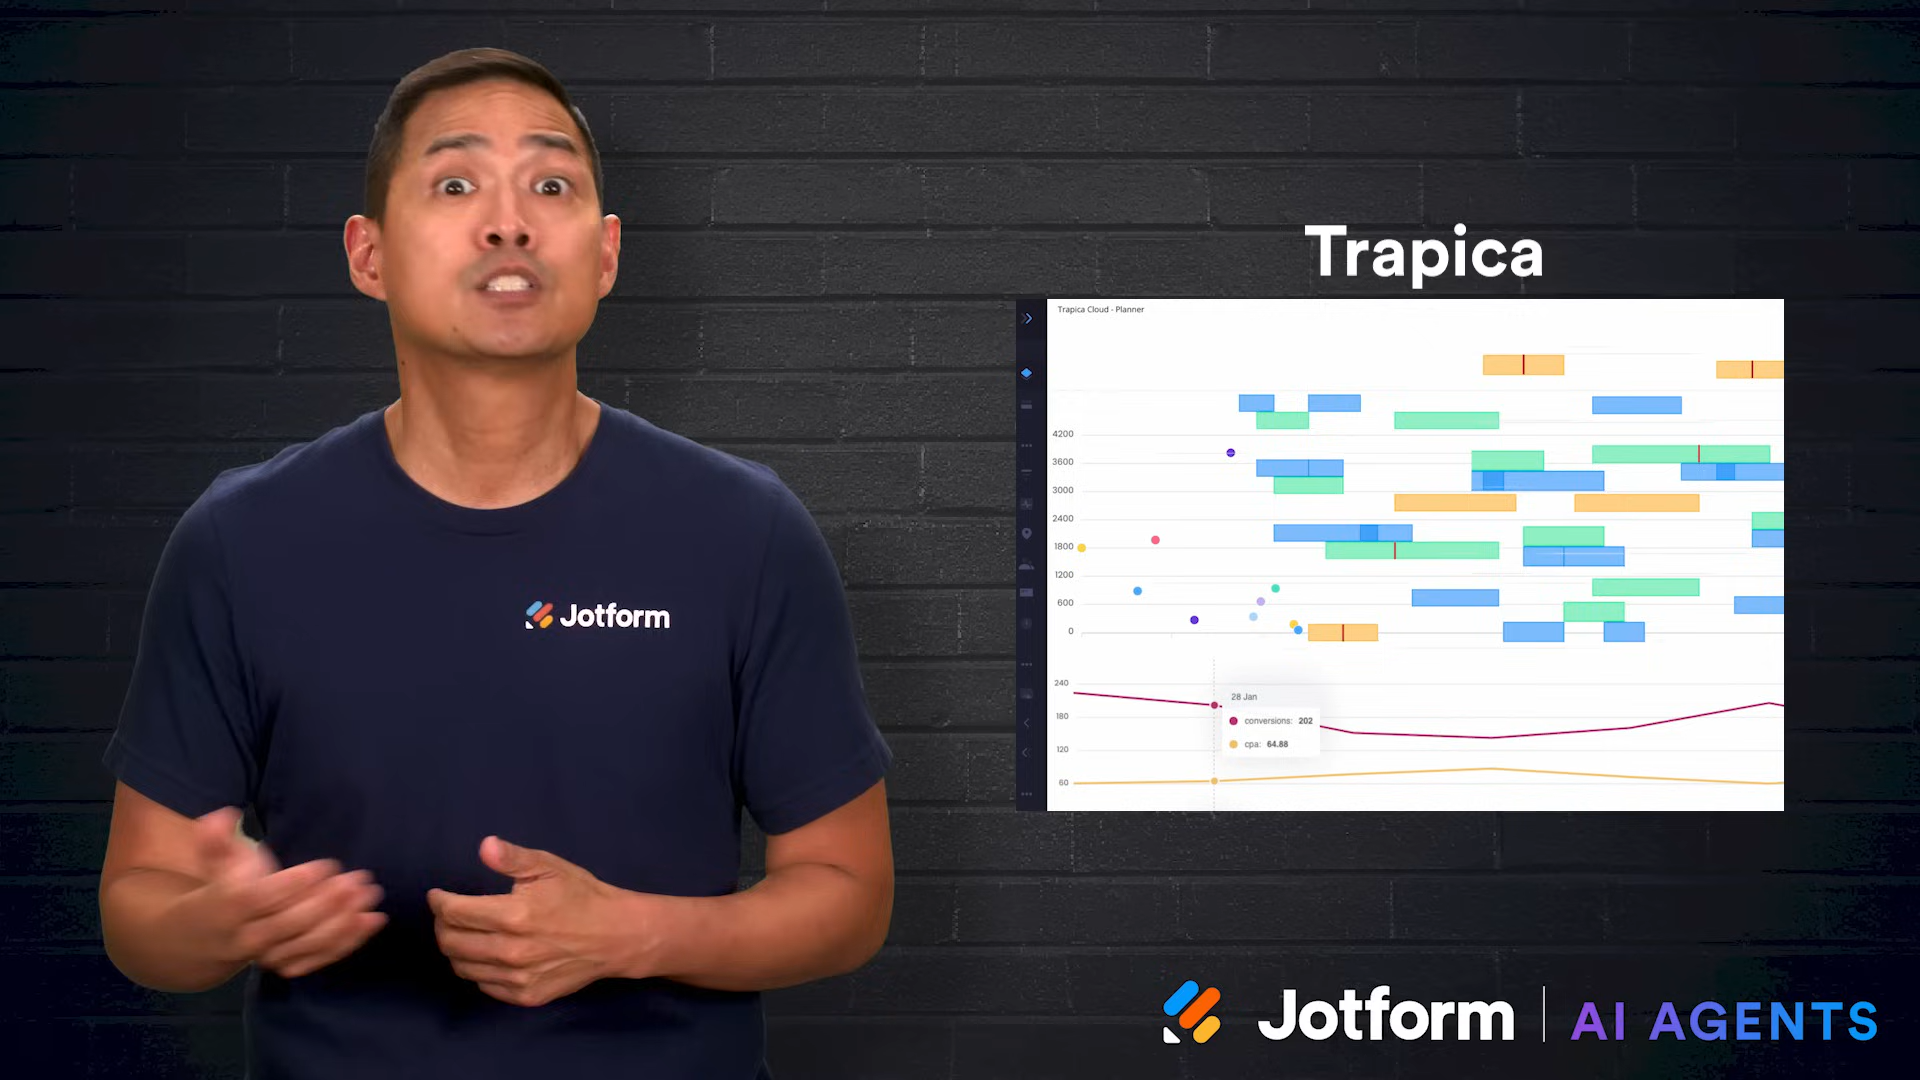 Trapica
Trapica Cloud - Planner
4200
3600
3000
2400
1800
1200
600
0
240
180
120
60
28 Jan
conversions: 202
cpa: 64.88
Jotform
Jotform | AI AGENTS